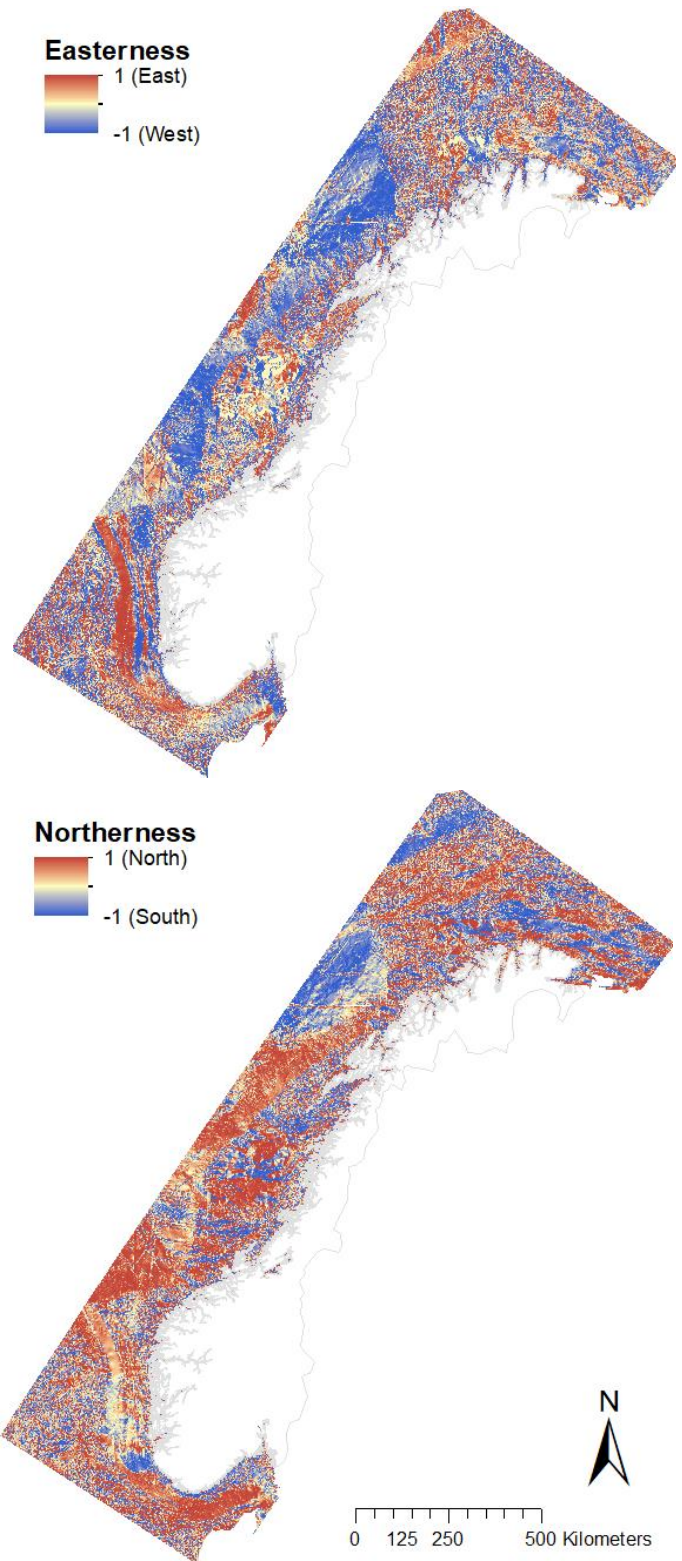 Easterness
1 (East)
-1 (West)
Northerness
1 (North)
-1 (South)
N
0 125 250 500 Kilometers